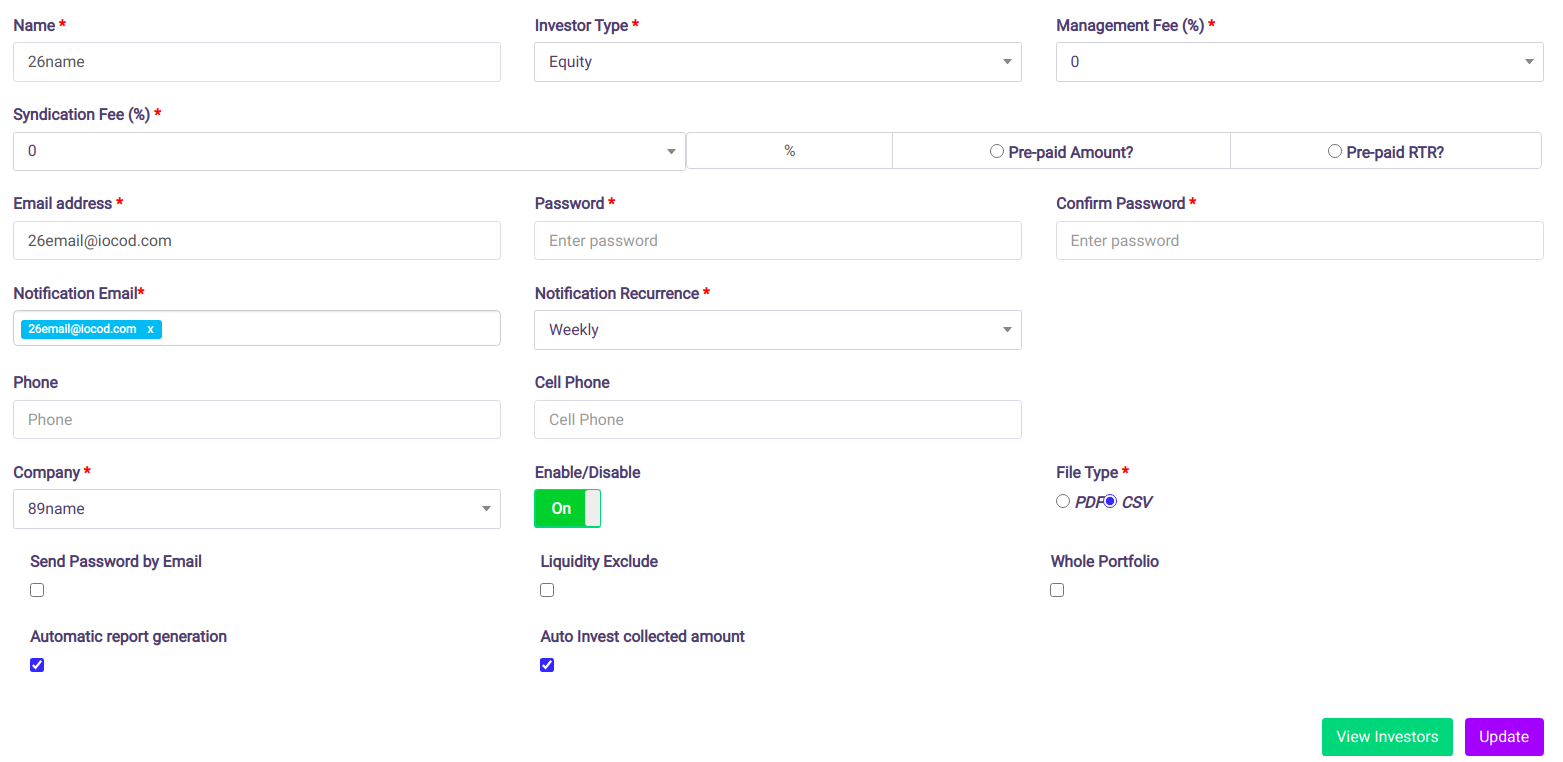 Name * Investor Type * Management Fee (%) *
26name Equity 0
Syndication Fee (%) *
0 % Pre-paid Amount? Pre-paid RTR?
Email address * Password * Confirm Password *
26email@iocod.com Enter password Enter password
Notification Email* Notification Recurrence *
26email@iocod.com x Weekly
Phone Cell Phone
Phone Cell Phone
Company * Enable/Disable File Type *
89name On PDF CSV
Send Password by Email Liquidity Exclude Whole Portfolio
Automatic report generation Auto Invest collected amount
View Investors Update